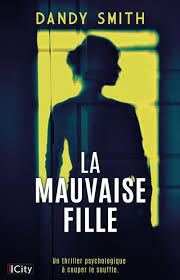 DANDY SMITH
LA
MAUVAISE
FILLE
Un thriller psychologique
à couper le souffle.
City